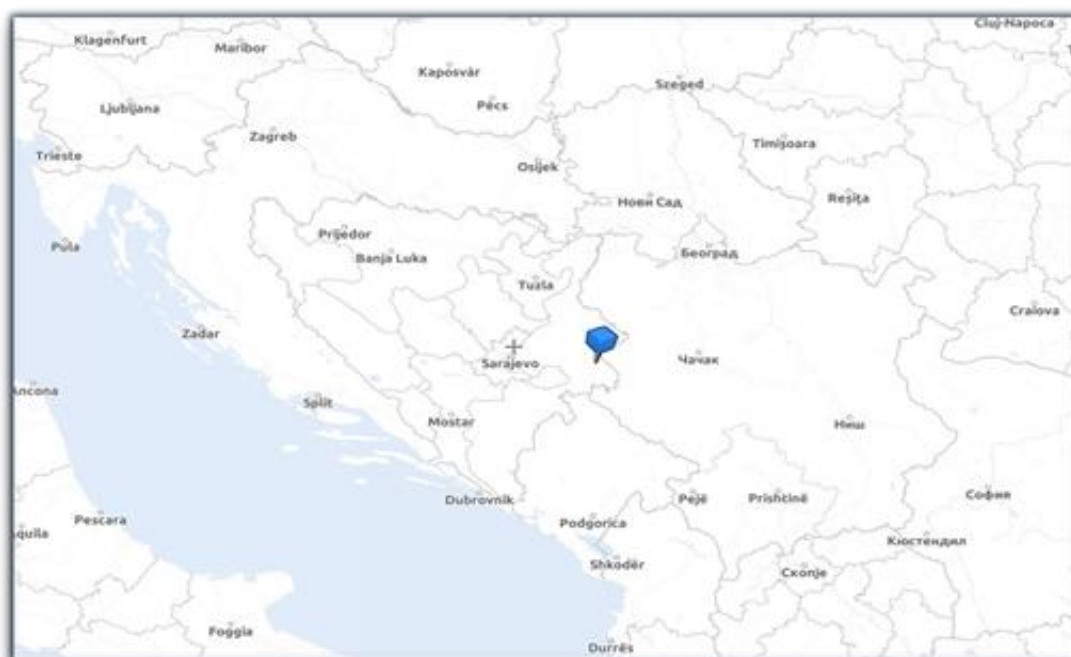 Cluj-Napoca
Klagenfurt
Maribor
Kaposvár
Szeged
Pécs
Ljubljana
Zagreb
Timișoara
Trieste
Osijek
Reșița
Нови Сад
Prijedor
Pula
Београд
Banja Luka
Tuzla
Craiova
Zadar
Чачак
Sarajevo
Ancona
Split
Mostar
Ниш
Dubrovnik
Pejë
Prishtinë
София
Pescara
Podgorica
quila
Кюстендил
Shkodër
Скопје
Foggia
Durrës